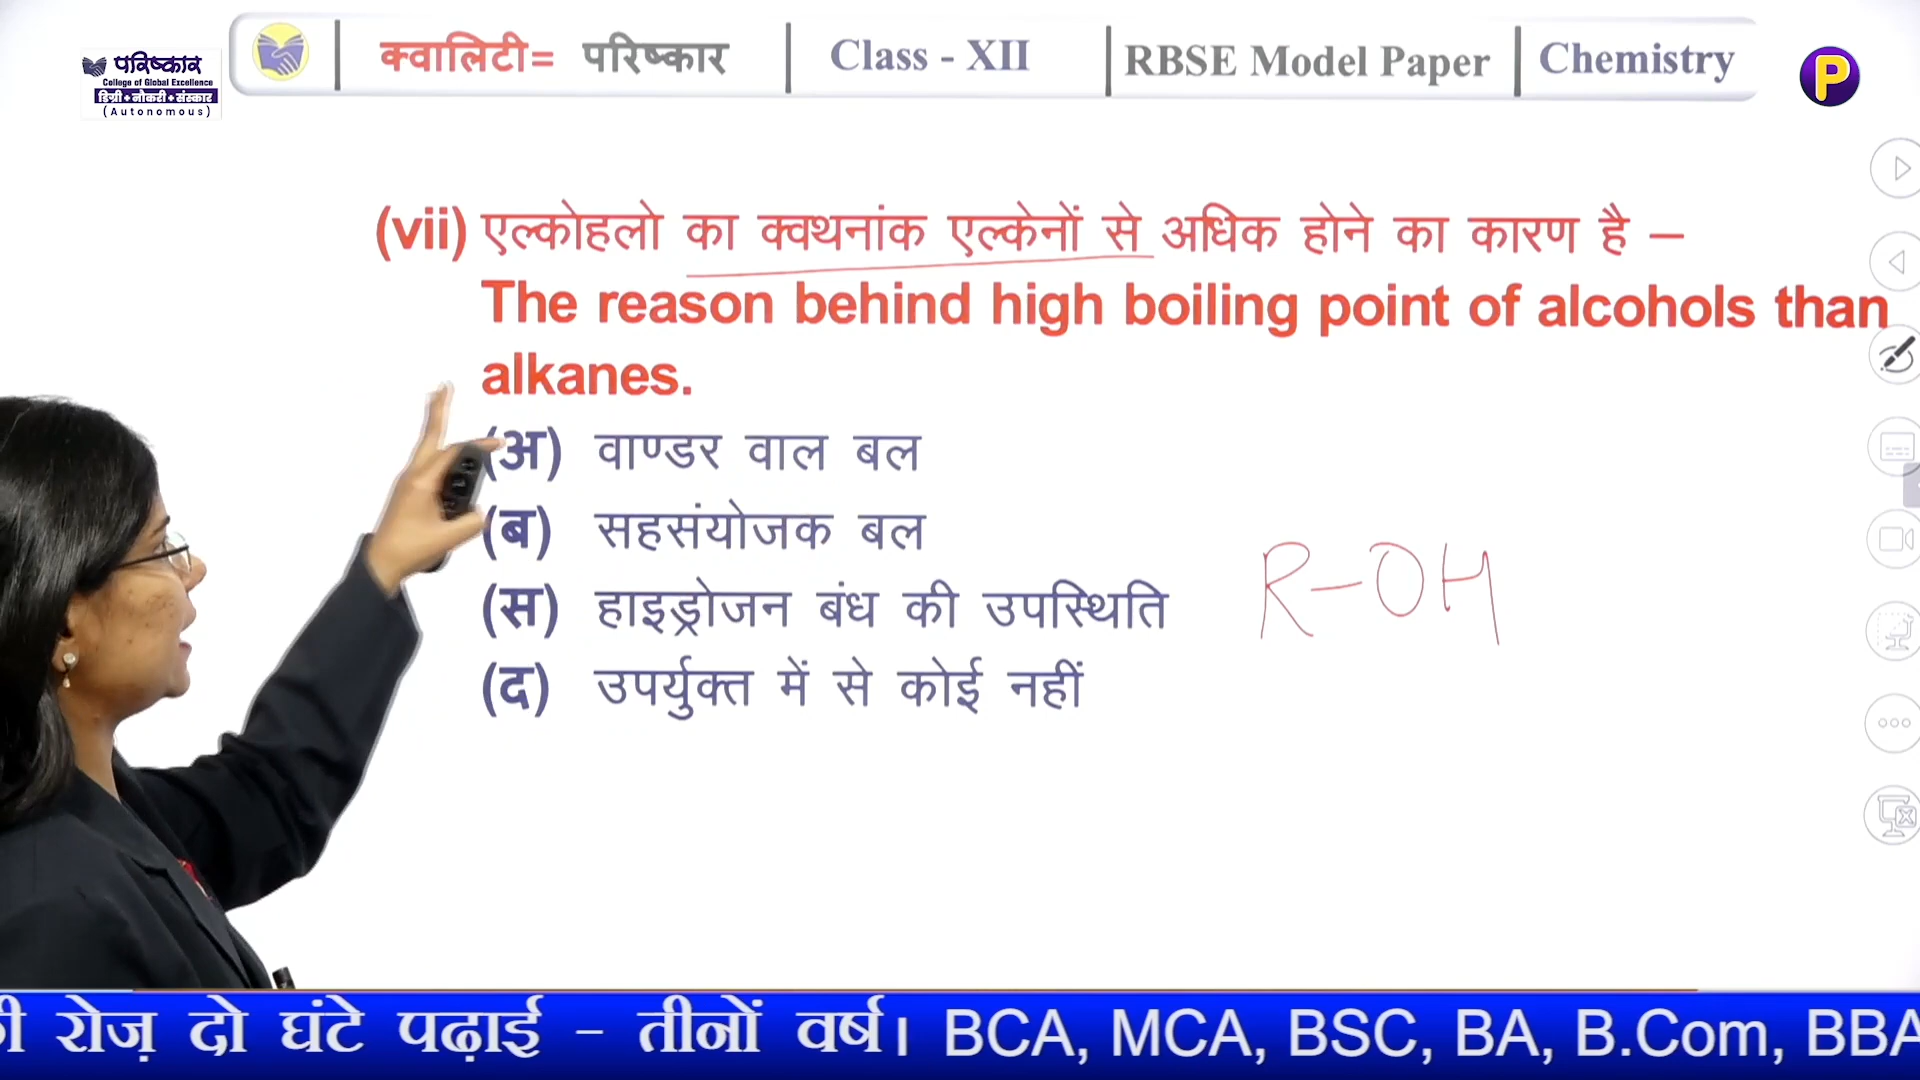 परिष्कार
College of Global Excellence
डिग्री + नौकरी + संस्कार
(Autonomous)
क्वालिटी= परिष्कार
Class - XII
RBSE Model Paper
Chemistry
P
(vii) एल्कोहलो का क्वथनांक एल्केनों से अधिक होने का कारण है –
The reason behind high boiling point of alcohols than
alkanes.
(अ) वाण्डर वाल बल
(ब) सहसंयोजक बल
(स) हाइड्रोजन बंध की उपस्थिति
R-OH
(द) उपर्युक्त में से कोई नहीं
रोज़ दो घंटे पढ़ाई - तीनों वर्ष। BCA, MCA, BSC, BA, B.Com, BBA